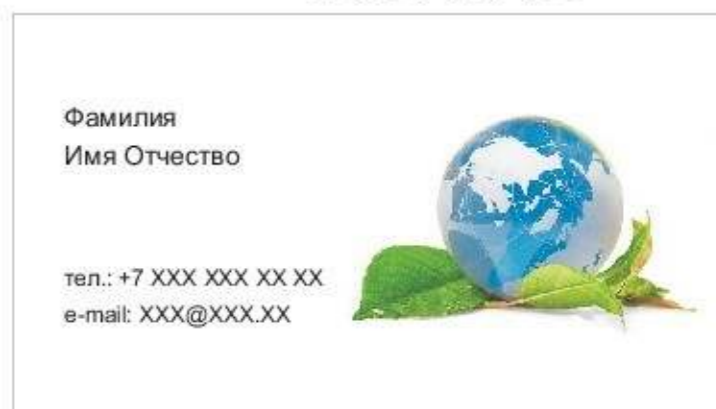 Фамилия
Имя Отчество
тел.: +7 XXX XXX XX XX
e-mail: XXX@XXX.XX